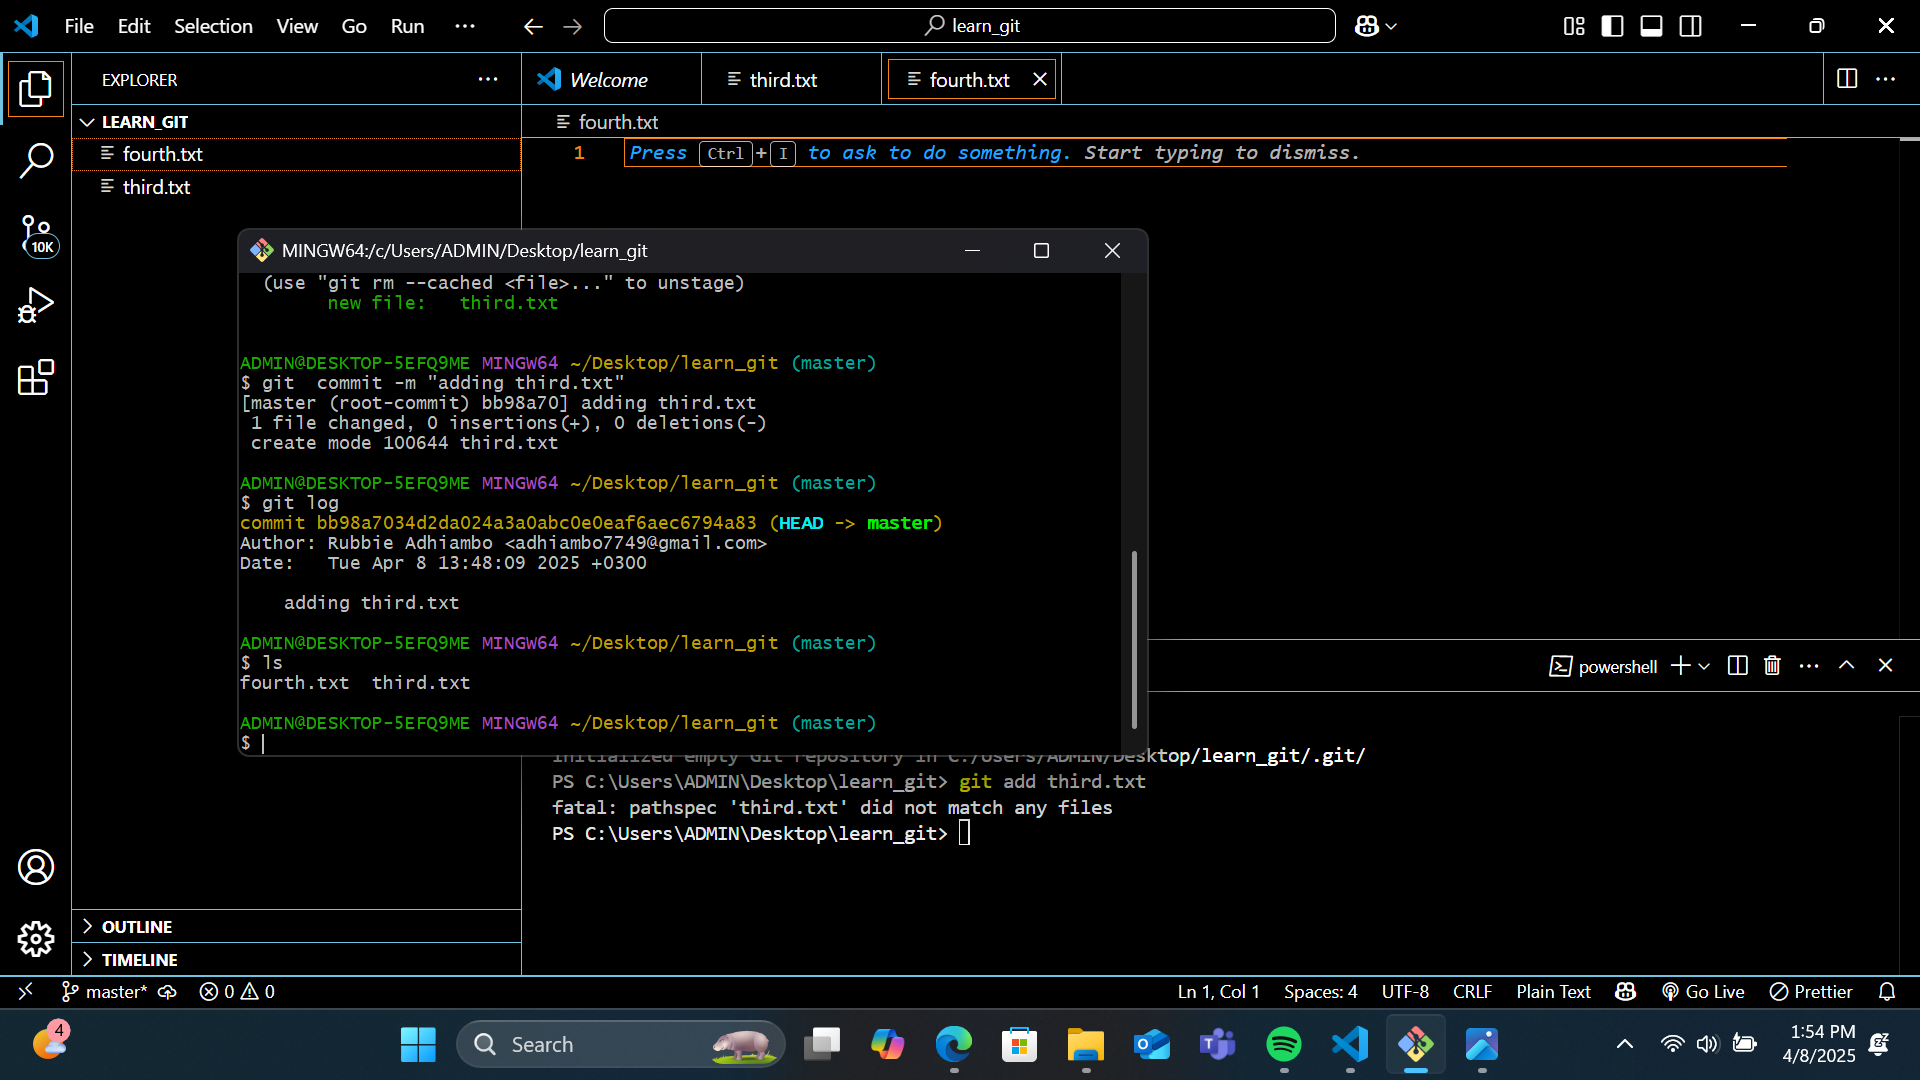 File Edit Selection View Go Run ···
learn_git
EXPLORER
Welcome
third.txt
fourth.txt
LEARN_GIT
fourth.txt
third.txt
fourth.txt
1
Press Ctrl+I to ask to do something. Start typing to dismiss.
10K
MINGW64:/c/Users/ADMIN/Desktop/learn_git
(use "git rm --cached <file>..." to unstage)
new file:   third.txt
ADMIN@DESKTOP-5EFQ9ME MINGW64 ~/Desktop/learn_git (master)
$ git  commit -m "adding third.txt"
[master (root-commit) bb98a70] adding third.txt
1 file changed, 0 insertions(+), 0 deletions(-)
create mode 100644 third.txt
ADMIN@DESKTOP-5EFQ9ME MINGW64 ~/Desktop/learn_git (master)
$ git log
commit bb98a7034d2da024a3a0abc0e0eaf6aec6794a83 (HEAD -> master)
Author: Rubbie Adhiambo <adhiambo7749@gmail.com>
Date:   Tue Apr 8 13:48:09 2025 +0300
adding third.txt
ADMIN@DESKTOP-5EFQ9ME MINGW64 ~/Desktop/learn_git (master)
$ ls
fourth.txt  third.txt
ADMIN@DESKTOP-5EFQ9ME MINGW64 ~/Desktop/learn_git (master)
$
powershell
Initialized empty Git repository in C:/Users/ADMIN/Desktop/learn_git/.git/
PS C:\Users\ADMIN\Desktop\learn_git> git add third.txt
fatal: pathspec 'third.txt' did not match any files
PS C:\Users\ADMIN\Desktop\learn_git>
OUTLINE
TIMELINE
master* 0 0
Ln 1, Col 1 Spaces: 4 UTF-8 CRLF Plain Text Go Live Prettier
4
Search
1:54 PM
4/8/2025